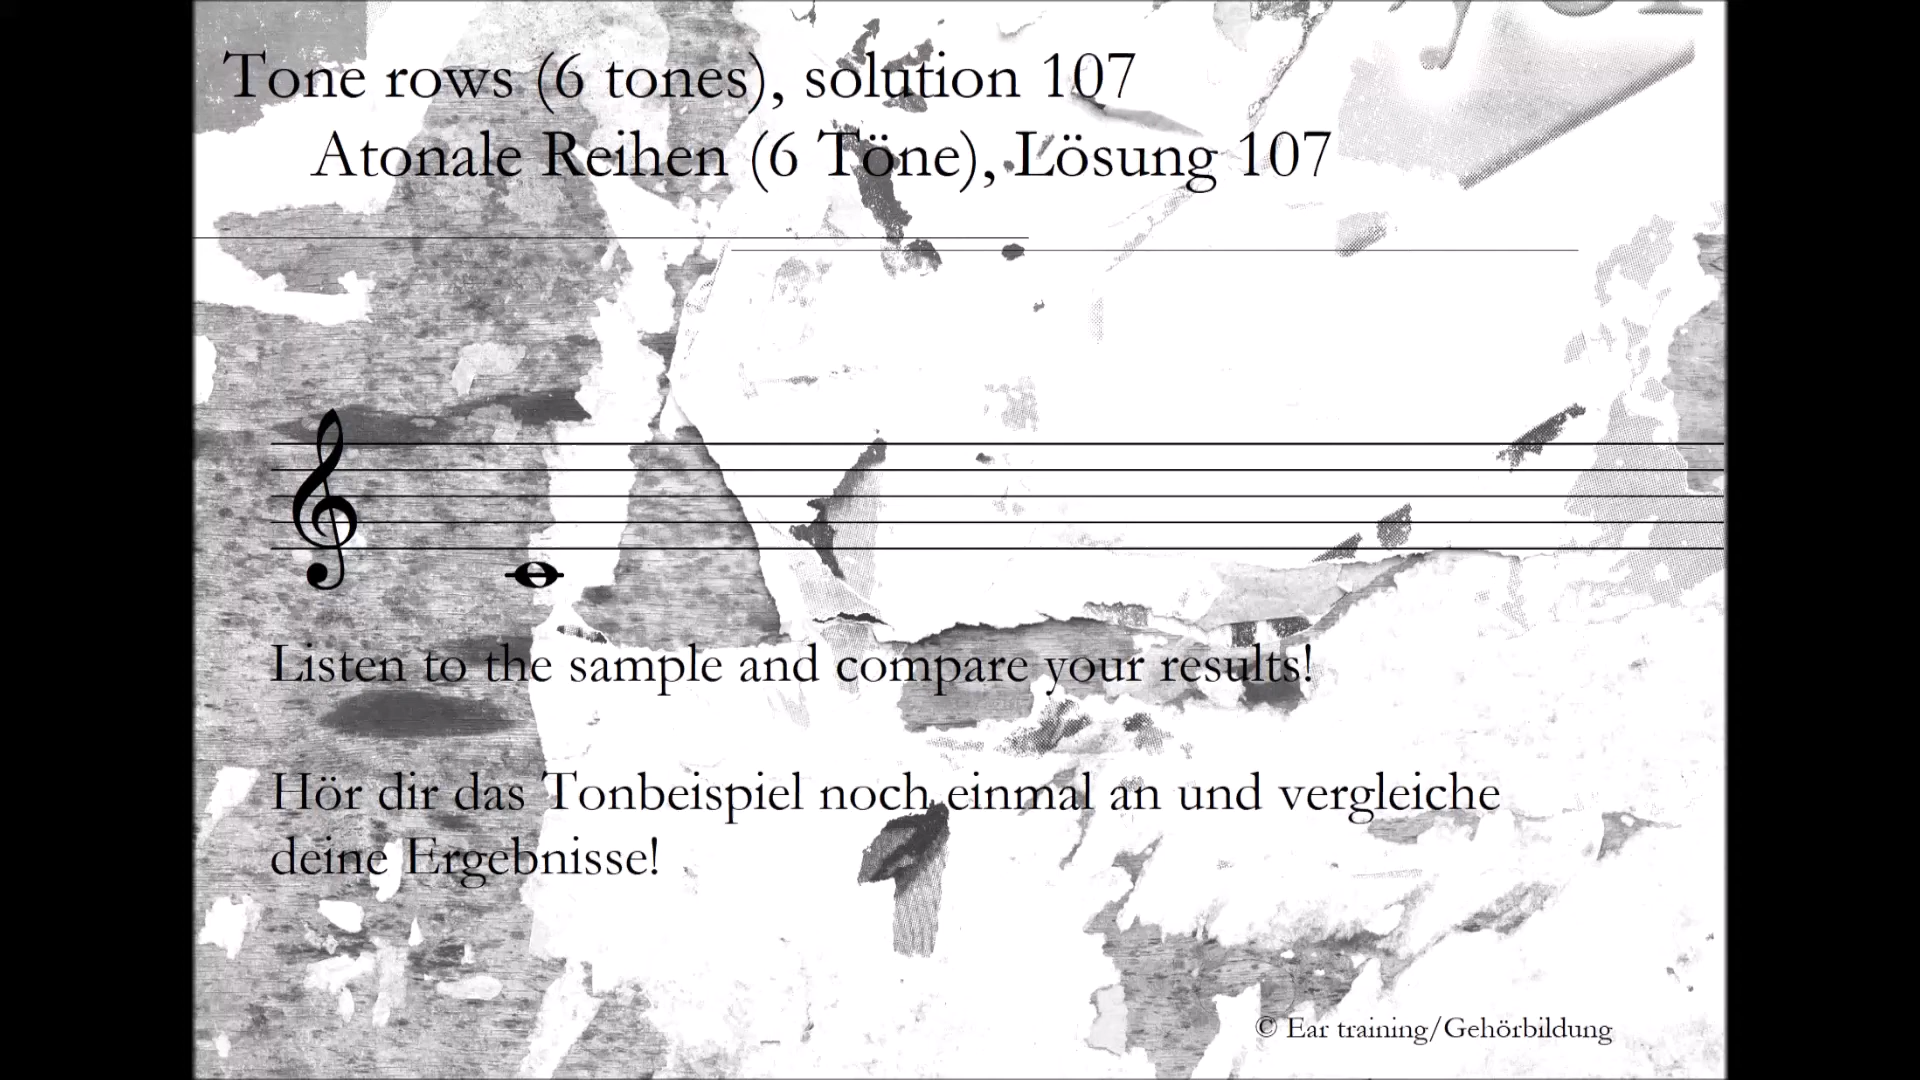 Tone rows (6 tones), solution 107
Atonale Reihen (6 Töne), Lösung 107
Listen to the sample and compare your results!
Hör dir das Tonbeispiel noch einmal an und vergleiche
deine Ergebnisse!
© Ear training/Gehörbildung